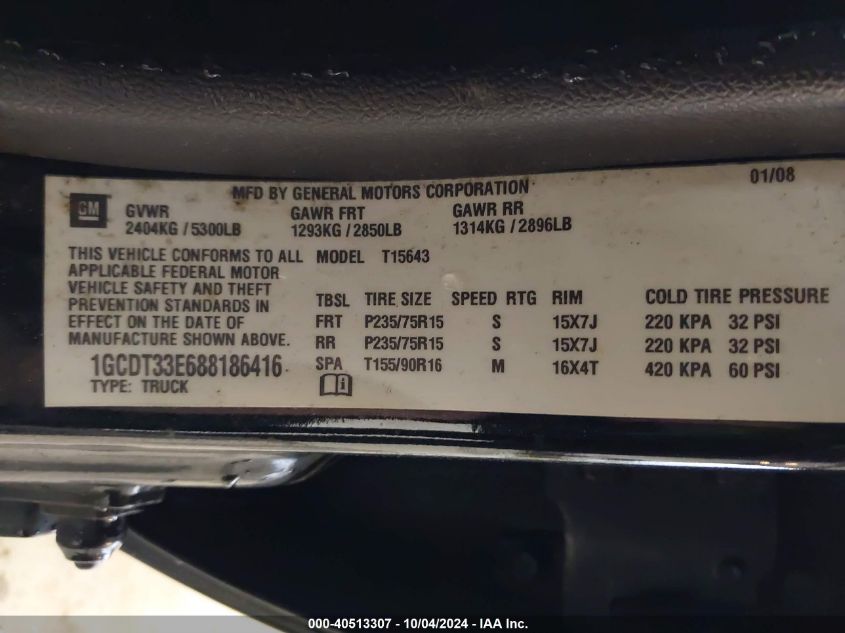 MFD BY GENERAL MOTORS CORPORATION
01/08
GM
GVWR GAWR FRT GAWR RR
2404KG / 5300LB 1293KG / 2850LB 1314KG / 2896LB
THIS VEHICLE CONFORMS TO ALL
APPLICABLE FEDERAL MOTOR
VEHICLE SAFETY AND THEFT
PREVENTION STANDARDS IN
EFFECT ON THE DATE OF
MANUFACTURE SHOWN ABOVE.
1GCDT33E688186416
TYPE: TRUCK
MODEL T15643
TBSL TIRE SIZE SPEED RTG RIM COLD TIRE PRESSURE
FRT P235/75R15 S 15X7J 220 KPA 32 PSI
RR P235/75R15 S 15X7J 220 KPA 32 PSI
SPA T155/90R16 M 16X4T 420 KPA 60 PSI
000-40513307 - 10/04/2024 - IAA Inc.